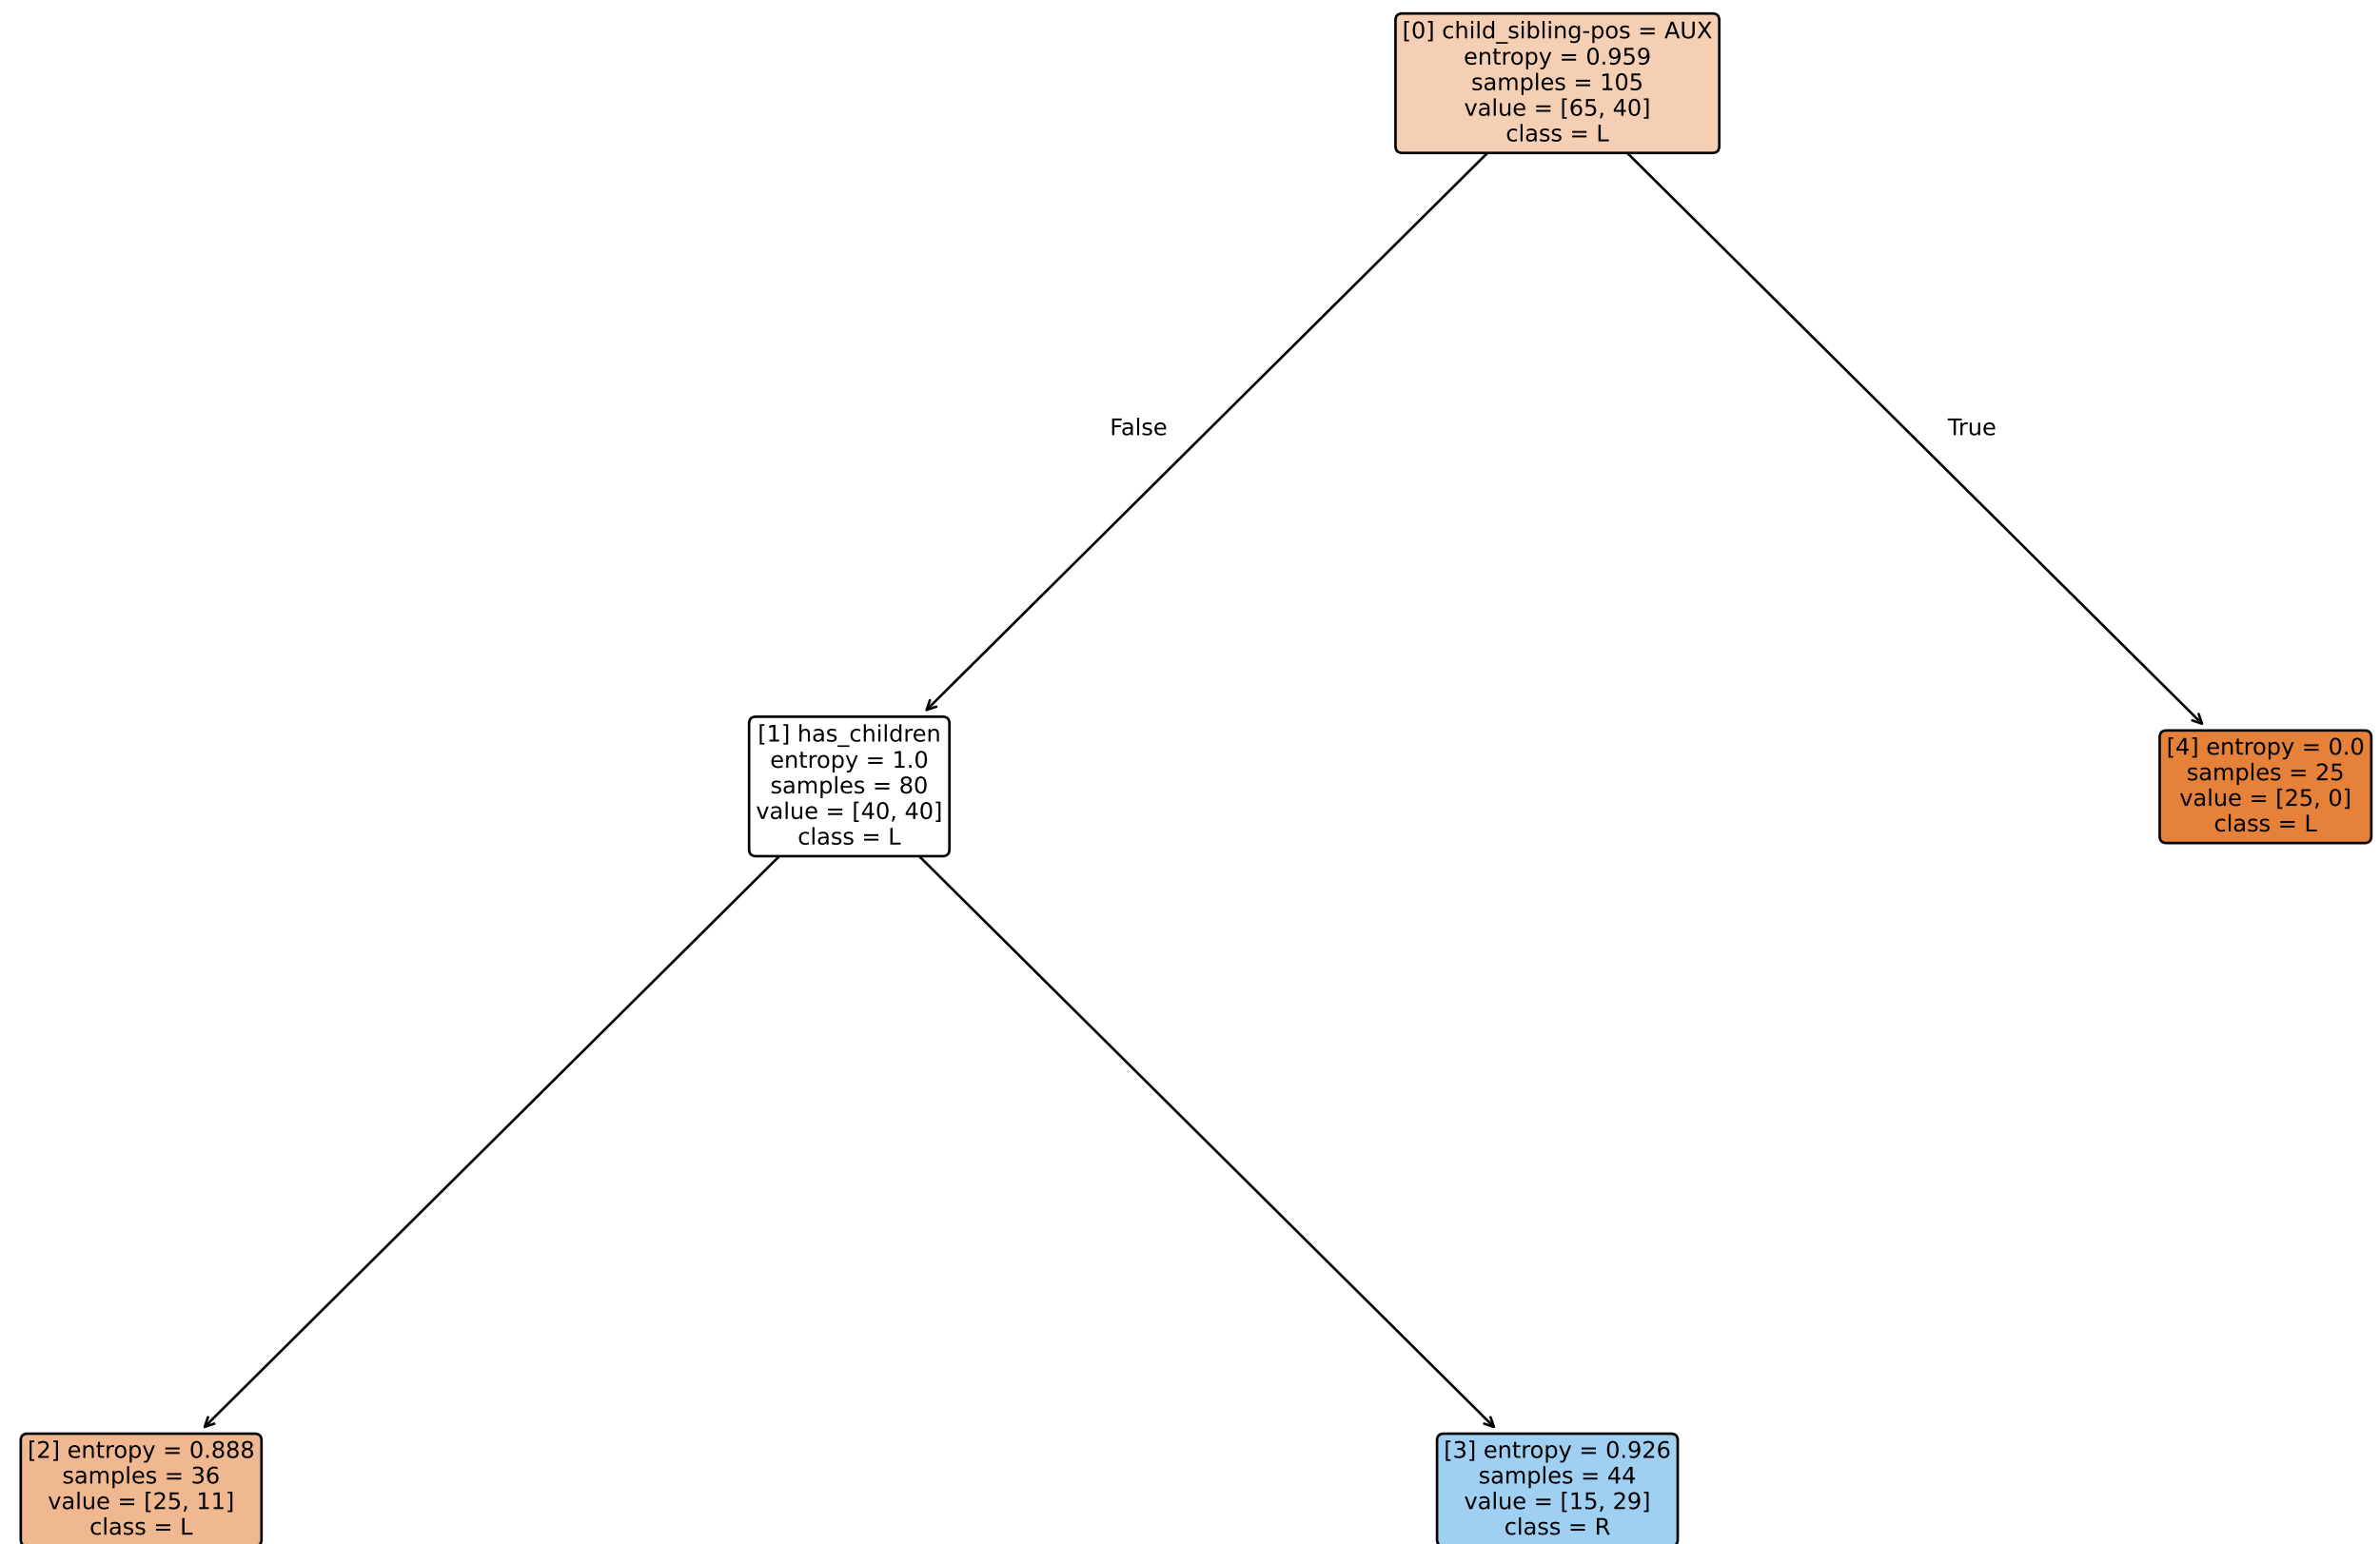 [0] child_sibling-pos = AUX
entropy = 0.959
samples = 105
value = [65, 40]
class = L
False
True
[1] has_children
entropy = 1.0
samples = 80
value = [40, 40]
class = L
[4] entropy = 0.0
samples = 25
value = [25, 0]
class = L
[2] entropy = 0.888
samples = 36
value = [25, 11]
class = L
[3] entropy = 0.926
samples = 44
value = [15, 29]
class = R